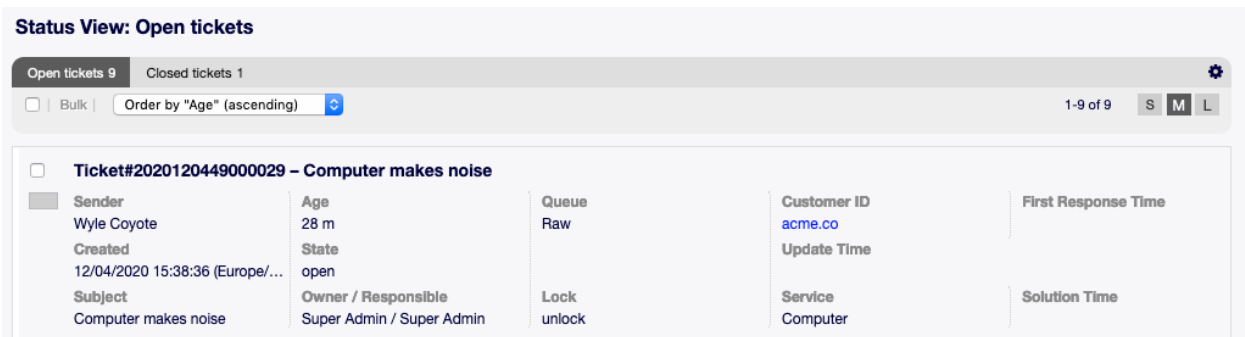 Status View: Open tickets
Open tickets 9 Closed tickets 1
Bulk Order by "Age" (ascending) 1-9 of 9 S M L
Ticket#2020120449000029 – Computer makes noise
Sender Age Queue Customer ID First Response Time
Wyle Coyote 28 m Raw acme.co
Created State Update Time
12/04/2020 15:38:36 (Europe/... open
Subject Owner / Responsible Lock Service Solution Time
Computer makes noise Super Admin / Super Admin unlock Computer